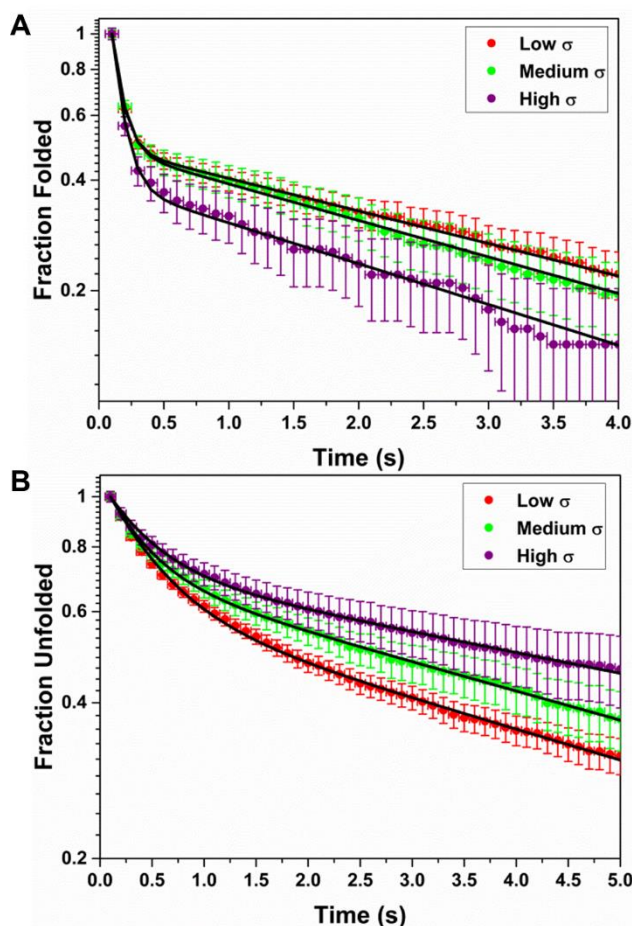 A
Low σ
Medium σ
High σ
1
0.8
0.6
0.4
0.2
Fraction Folded
0.0 0.5 1.0 1.5 2.0 2.5 3.0 3.5 4.0
Time (s)
B
Low σ
Medium σ
High σ
1
0.8
0.6
0.4
0.2
Fraction Unfolded
0.0 0.5 1.0 1.5 2.0 2.5 3.0 3.5 4.0 4.5 5.0
Time (s)